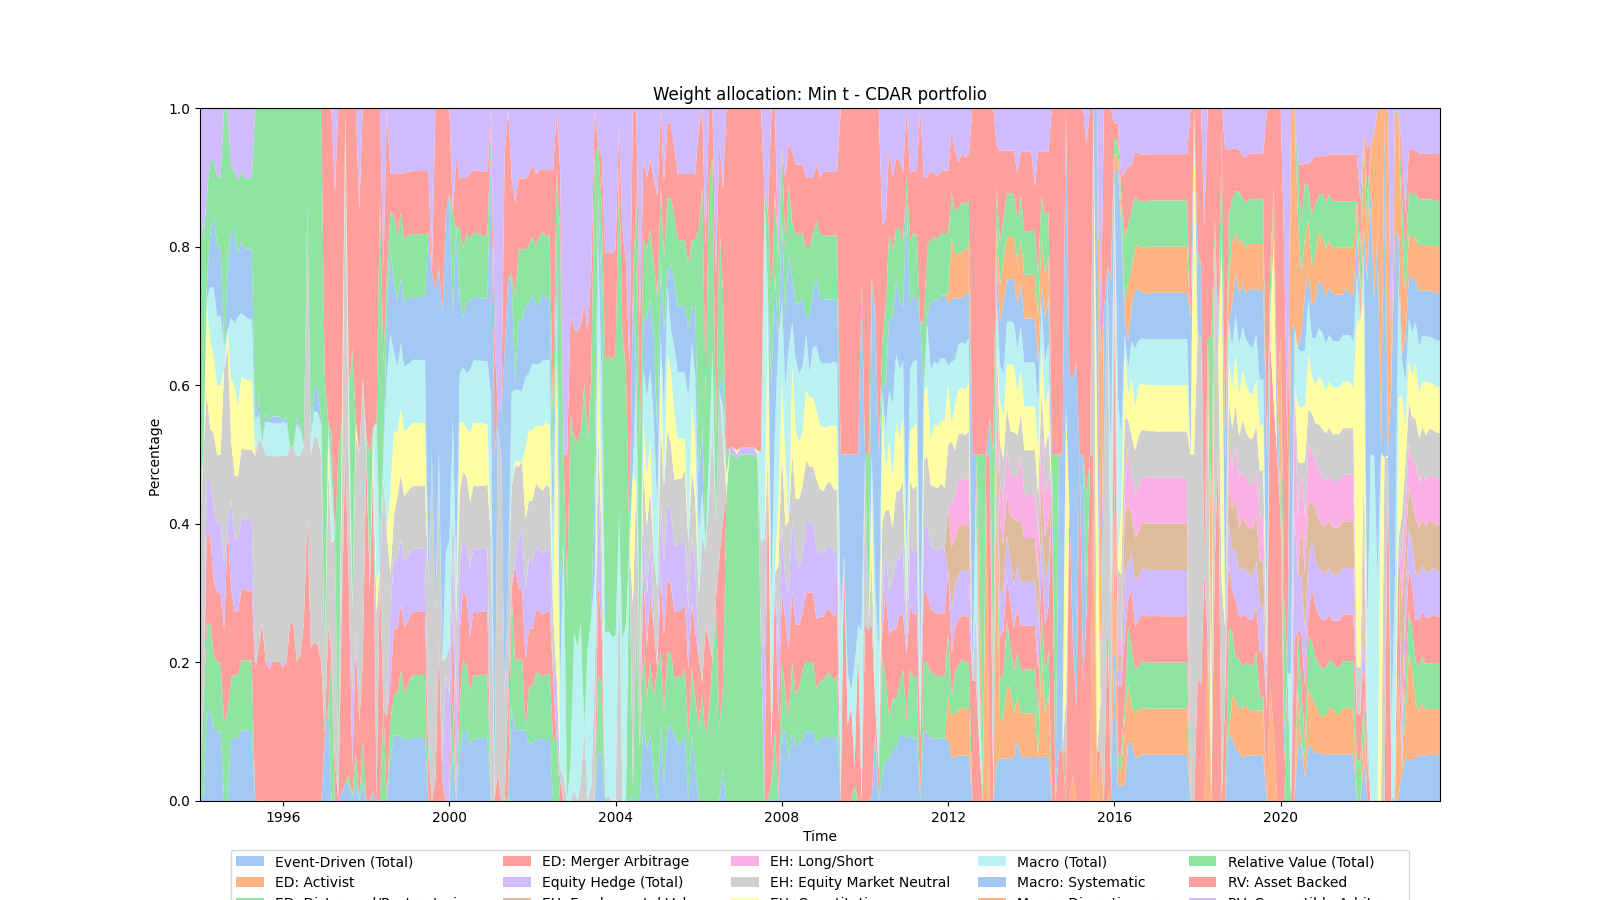 Weight allocation: Min t - CDAR portfolio
1.0
0.8
0.6
0.4
0.2
0.0
Percentage
1996 2000 2004 2008 2012 2016 2020
Time
Event-Driven (Total) ED: Merger Arbitrage EH: Long/Short Macro (Total) Relative Value (Total)
ED: Activist Equity Hedge (Total) EH: Equity Market Neutral Macro: Systematic RV: Asset Backed